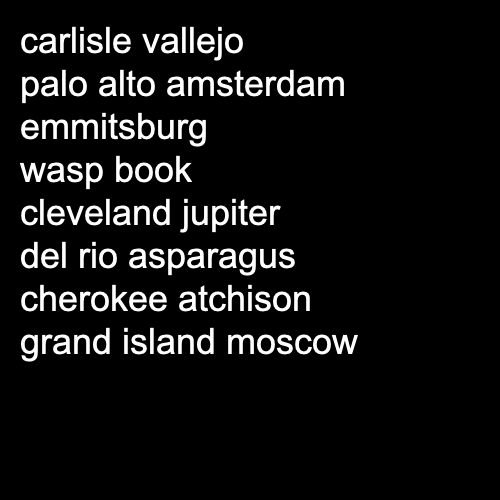 carlisle vallejo
palo alto amsterdam
emmitsburg
wasp book
cleveland jupiter
del rio asparagus
cherokee atchison
grand island moscow